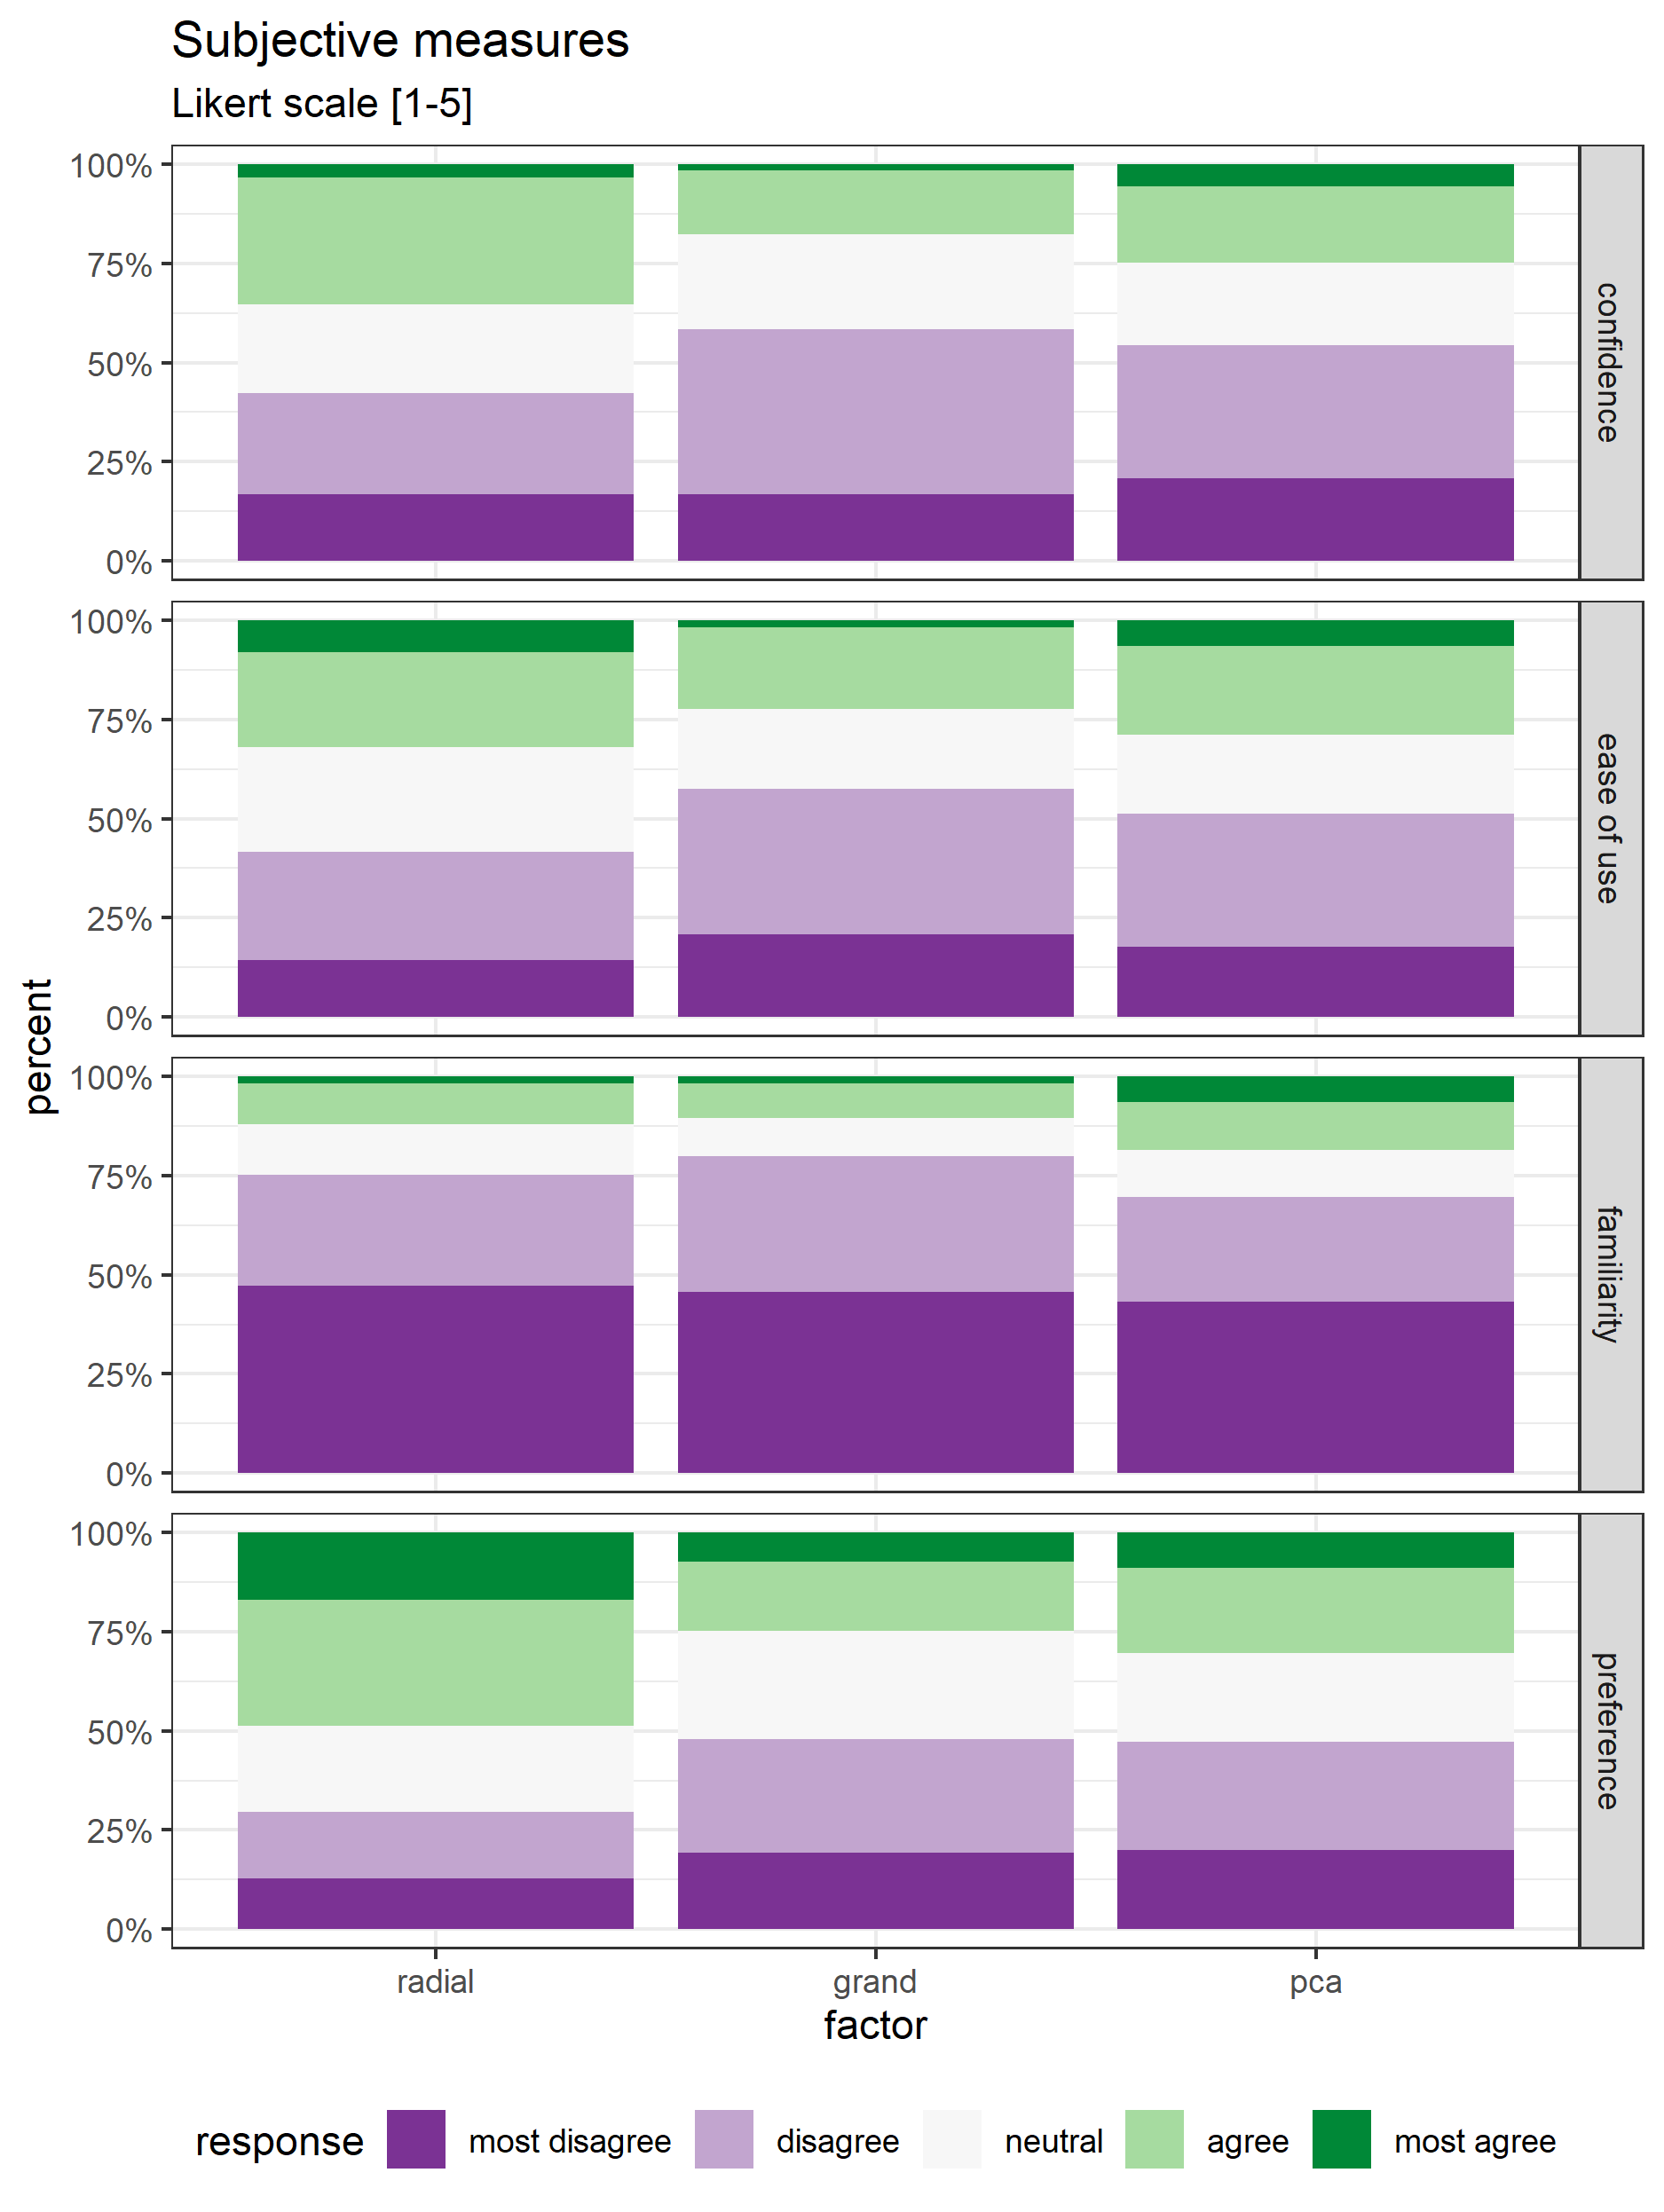 Subjective measures
Likert scale [1-5]
100%
75%
50%
25%
0%
confidence
100%
75%
50%
25%
0%
ease of use
100%
75%
50%
25%
0%
familiarity
100%
75%
50%
25%
0%
preference
percent
radial grand pca
factor
response most disagree disagree neutral agree most agree